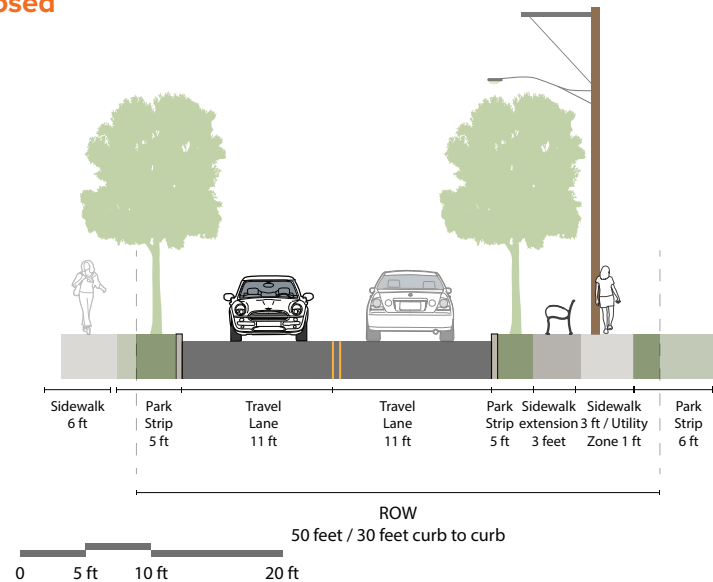 Sidewalk
6 ft
Park
Strip
5 ft
Travel
Lane
11 ft
Travel
Lane
11 ft
Park
Strip
5 ft
Sidewalk
extension
3 feet
Sidewalk
3 ft / Utility
Zone 1 ft
Park
Strip
6 ft
ROW
50 feet / 30 feet curb to curb
0 5 ft 10 ft 20 ft